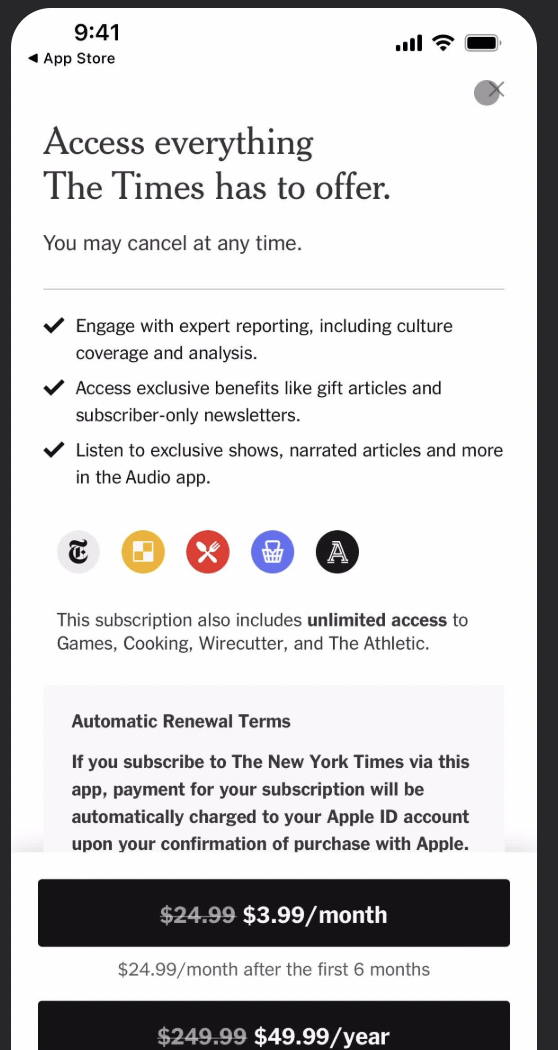 9:41
◀ App Store
Access everything
The Times has to offer.
You may cancel at any time.
Engage with expert reporting, including culture
coverage and analysis.
Access exclusive benefits like gift articles and
subscriber-only newsletters.
Listen to exclusive shows, narrated articles and more
in the Audio app.
T
A
This subscription also includes unlimited access to
Games, Cooking, Wirecutter, and The Athletic.
Automatic Renewal Terms
If you subscribe to The New York Times via this
app, payment for your subscription will be
automatically charged to your Apple ID account
upon your confirmation of purchase with Apple.
$24.99 $3.99/month
$24.99/month after the first 6 months
$249.99 $49.99/year